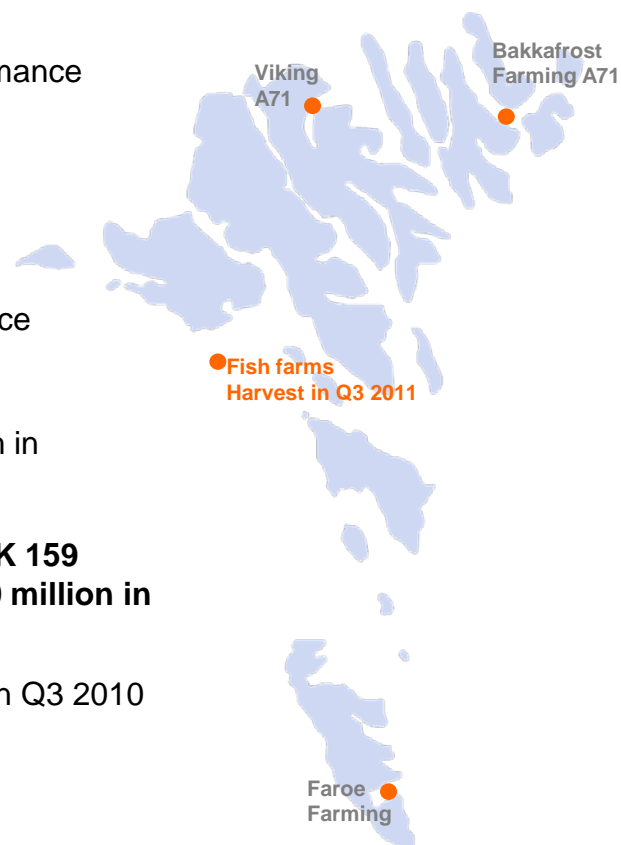 mance
Viking
A71
Bakkafrost
Farming A71
ce
Fish farms
Harvest in Q3 2011
n in
K 159
million in
n Q3 2010
Faroe
Farming